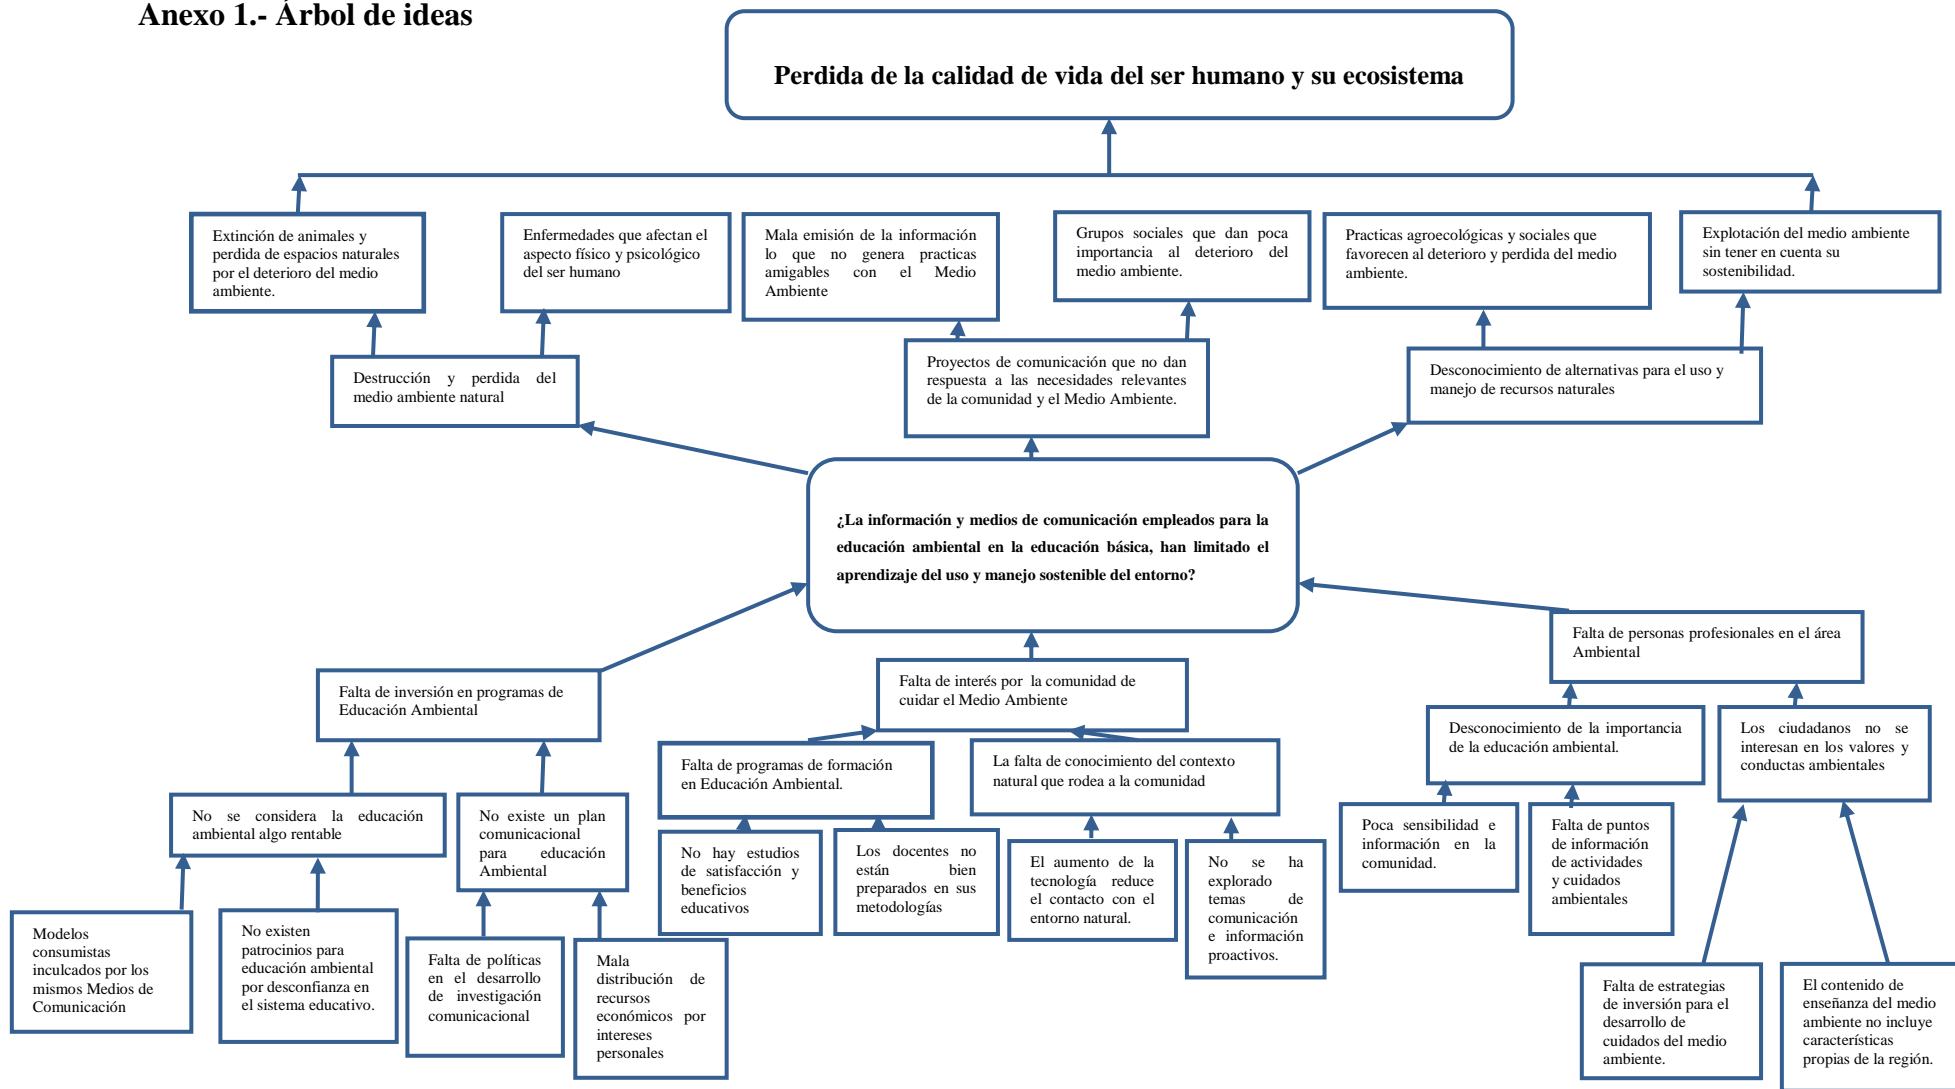 Anexo 1.- Árbol de ideas
Perdida de la calidad de vida del ser humano y su ecosistema
Extinción de animales y
perdida de espacios naturales
por el deterioro del medio
ambiente.
Enfermedades que afectan el
aspecto físico y psicológico
del ser humano
Mala emisión de la información
lo que no genera practicas
amigables con el Medio
Ambiente
Grupos sociales que dan poca
importancia al deterioro del
medio ambiente.
Practicas agroecológicas y sociales que
favorecen al deterioro y perdida del medio
ambiente.
Explotación del medio ambiente
sin tener en cuenta su
sostenibilidad.
Destrucción y perdida del
medio ambiente natural
Proyectos de comunicación que no dan
respuesta a las necesidades relevantes
de la comunidad y el Medio Ambiente.
Desconocimiento de alternativas para el uso y
manejo de recursos naturales
¿La información y medios de comunicación empleados para la
educación ambiental en la educación básica, han limitado el
aprendizaje del uso y manejo sostenible del entorno?
Falta de inversión en programas de
Educación Ambiental
Falta de interés por la comunidad de
cuidar el Medio Ambiente
Falta de personas profesionales en el área
Ambiental
No se considera la educación
ambiental algo rentable
No existe un plan
comunicacional
para educación
Ambiental
Falta de programas de formación
en Educación Ambiental.
La falta de conocimiento del contexto
natural que rodea a la comunidad
Desconocimiento de la importancia
de la educación ambiental.
Los ciudadanos no se
interesan en los valores y
conductas ambientales
Modelos
consumistas
inculcados por los
mismos Medios de
Comunicación
No existen
patrocinios para
educación ambiental
por desconfianza en
el sistema educativo.
Falta de políticas
en el desarrollo
de investigación
comunicacional
Mala
distribución de
recursos
económicos por
intereses
personales
No hay estudios
de satisfacción y
beneficios
educativos
Los docentes no
están bien
preparados en sus
metodologías
El aumento de la
tecnología reduce
el contacto con el
entorno natural.
No se ha
explorado
temas de
comunicación
e información
proactivos.
Poca sensibilidad e
información en la
comunidad.
Falta de puntos
de información
de actividades
y cuidados
ambientales
Falta de estrategias
de inversión para el
desarrollo de
cuidados del medio
ambiente.
El contenido de
enseñanza del medio
ambiente no incluye
características
propias de la región.